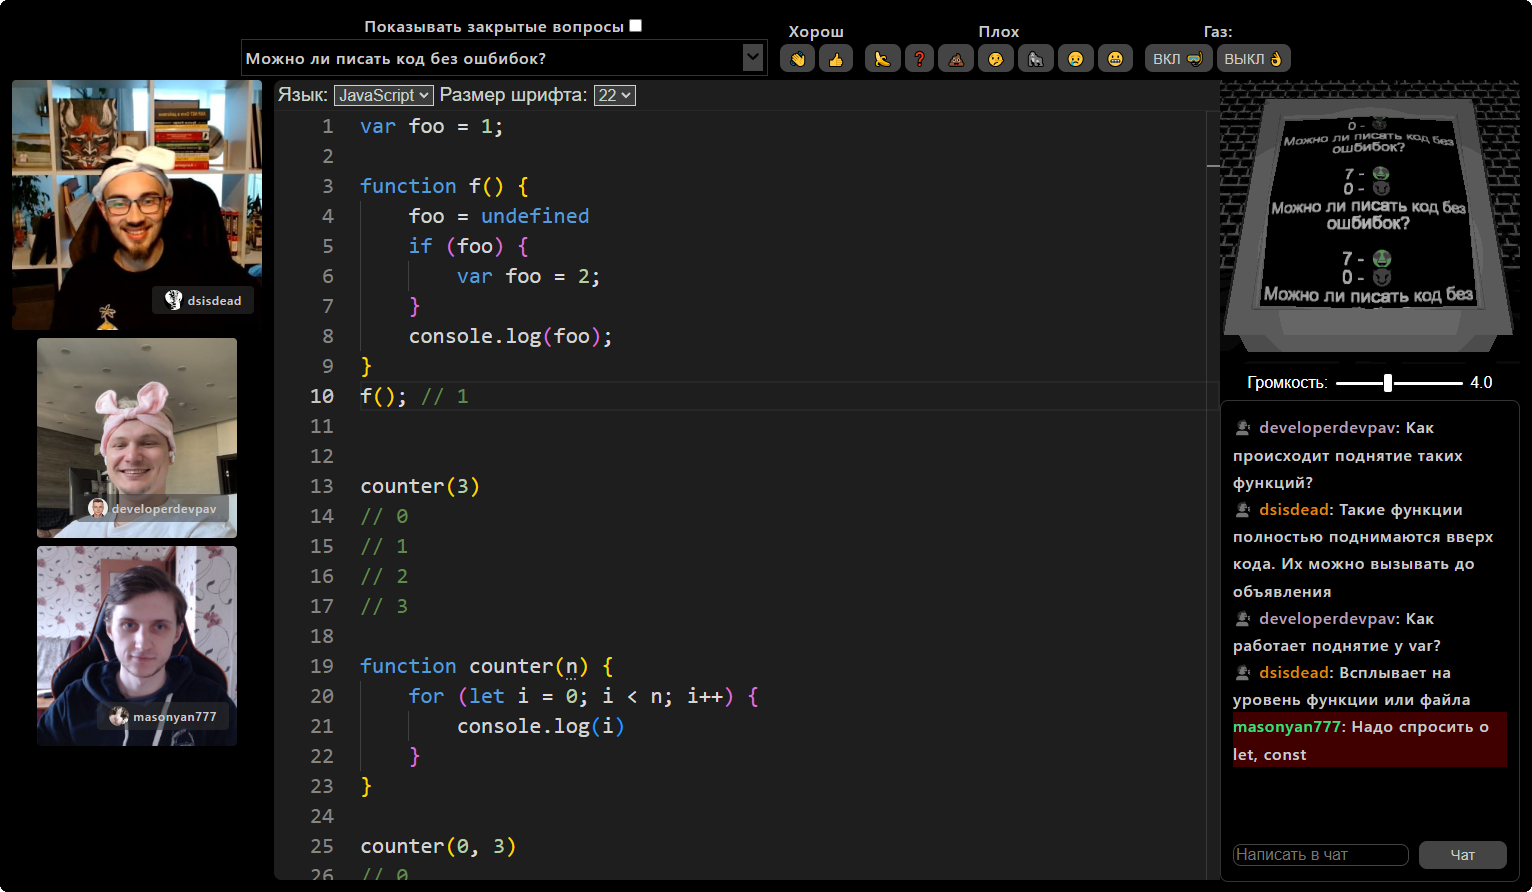 Показывать закрытые вопросы
Можно ли писать код без ошбибок?
Хорош
Плох
Газ:
ВКЛ
ВЫКЛ
Язык: JavaScript Размер шрифта: 22
1 var foo = 1;
2
3 function f() {
4 foo = undefined
5 if (foo) {
6 var foo = 2;
7 }
8 console.log(foo);
9 }
10 f(); // 1
11
12
13 counter(3)
14 // 0
15 // 1
16 // 2
17 // 3
18
19 function counter(n) {
20 for (let i = 0; i < n; i++) {
21 console.log(i)
22 }
23 }
24
25 counter(0, 3)
26 // 0
dsisdead
developerdevpav
masonyan777
0 -
Можно ли писать код без
ошбибок?
7 -
0 -
Можно ли писать код без
ошбибок?
7 -
0 -
Можно ли писать код без
Громкость: 4.0
developerdevpav: Как
происходит поднятие таких
функций?
dsisdead: Такие функции
полностью поднимаются вверх
кода. Их можно вызывать до
объявления
developerdevpav: Как
работает поднятие у var?
dsisdead: Всплывает на
уровень функции или файла
masonyan777: Надо спросить о
let, const
Написать в чат
Чат